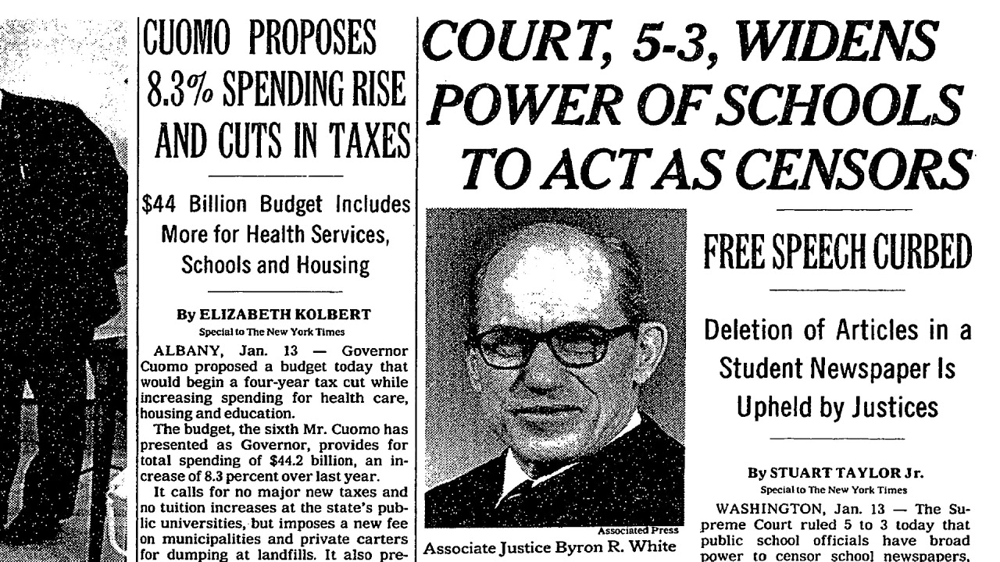 CUOMO PROPOSES
8.3% SPENDING RISE
AND CUTS IN TAXES
$44 Billion Budget Includes
More for Health Services,
Schools and Housing
By ELIZABETH KOLBERT
Special to The New York Times
ALBANY, Jan. 13 — Governor
Cuomo proposed a budget today that
would begin a four-year tax cut while
increasing spending for health care,
housing and education.
The budget, the sixth Mr. Cuomo has
presented as Governor, provides for
total spending of $44.2 billion, an in-
crease of 8.3 percent over last year.
It calls for no major new taxes and
no tuition increases at the state's pub-
lic universities, but imposes a new fee
on municipalities and private carters
for dumping at landfills. It also pre-
COURT, 5-3, WIDENS
POWER OF SCHOOLS
TO ACT AS CENSORS
Associated Press
Associate Justice Byron R. White
FREE SPEECH CURBED
Deletion of Articles in a
Student Newspaper Is
Upheld by Justices
By STUART TAYLOR Jr.
Special to The New York Times
WASHINGTON, Jan. 13 — The Su-
preme Court ruled 5 to 3 today that
public school officials have broad
power to censor school newspapers,